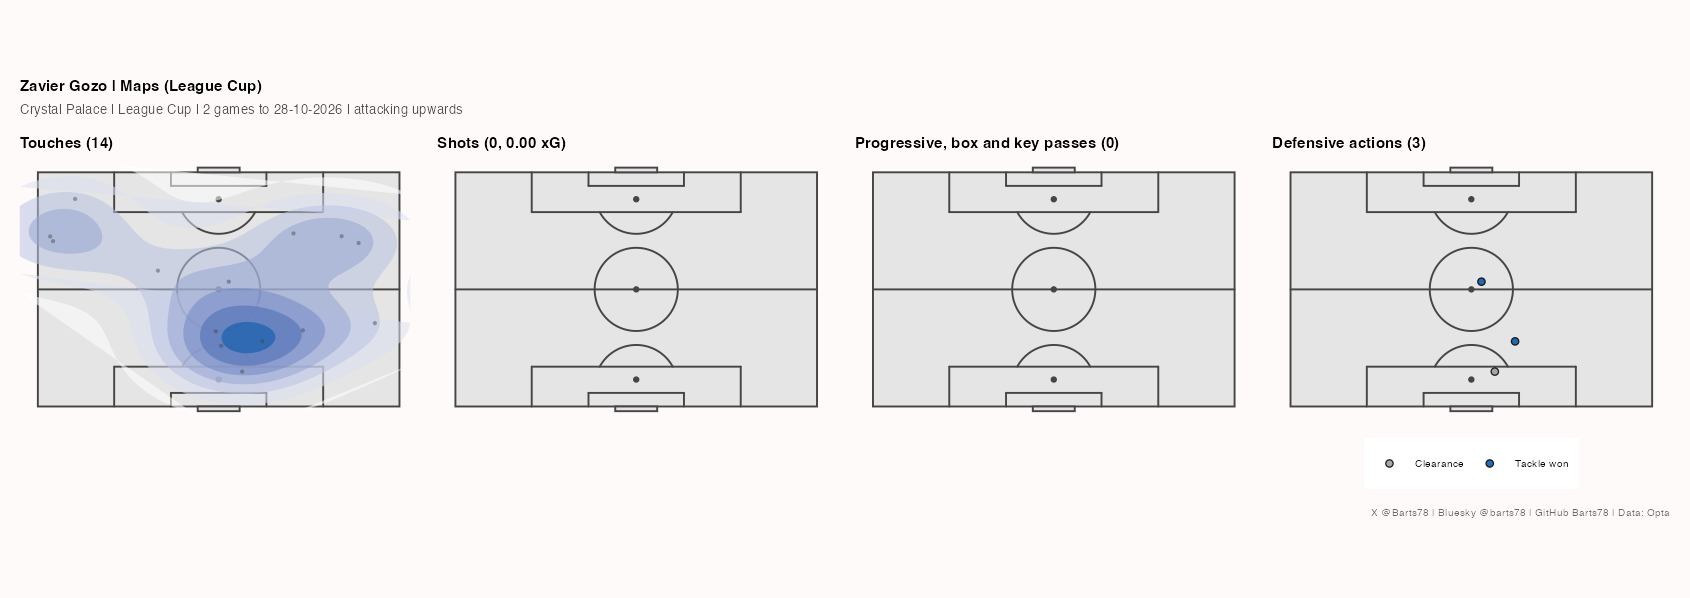 Zavier Gozo | Maps (League Cup)
Crystal Palace | League Cup | 2 games to 28-10-2026 | attacking upwards
Touches (14)
Shots (0, 0.00 xG)
Progressive, box and key passes (0)
Defensive actions (3)
Clearance
Tackle won
X @Barts78 | Bluesky @barts78 | GitHub Barts78 | Data: Opta